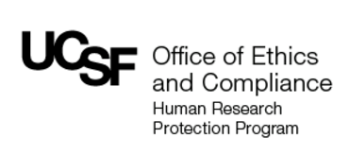 UCSF
Office of Ethics
and Compliance
Human Research
Protection Program